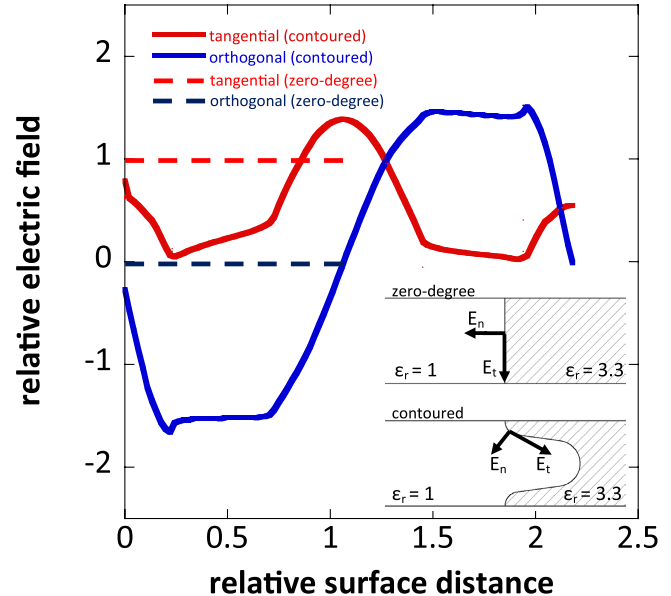 tangential (contoured)
orthogonal (contoured)
tangential (zero-degree)
orthogonal (zero-degree)
2
1
0
-1
-2
relative electric field
zero-degree
Eₙ
Eₜ
εᵣ = 1
εᵣ = 3.3
contoured
Eₙ
Eₜ
εᵣ = 1
εᵣ = 3.3
0
0.5
1
1.5
2
2.5
relative surface distance